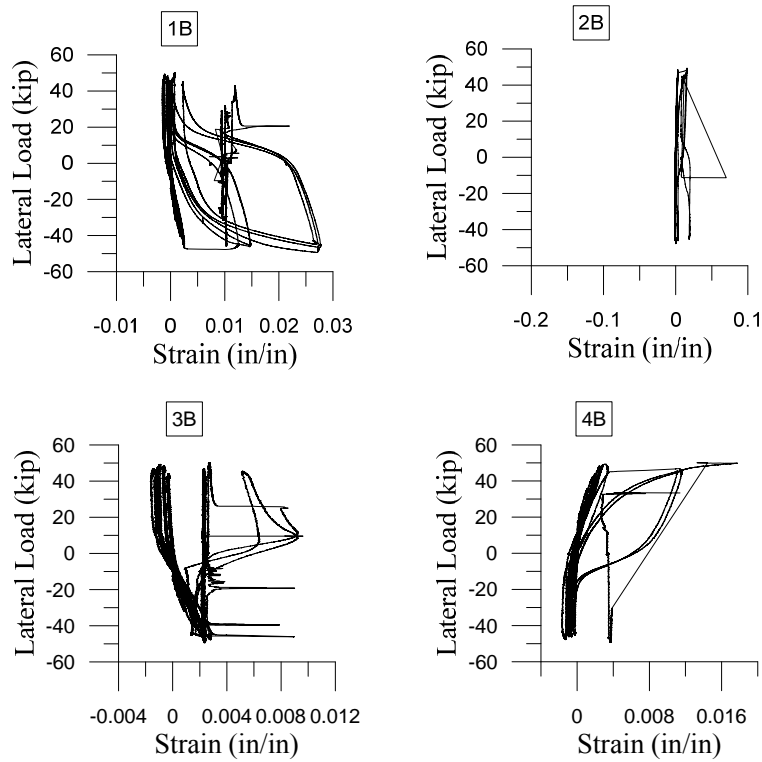 1B
60
40
20
0
-20
-40
-60
Lateral Load (kip)
-0.01 0 0.01 0.02 0.03
Strain (in/in)
2B
60
40
20
0
-20
-40
-60
Lateral Load (kip)
-0.2 -0.1 0 0.1
Strain (in/in)
3B
60
40
20
0
-20
-40
-60
Lateral Load (kip)
-0.004 0 0.004 0.008 0.012
Strain (in/in)
4B
60
40
20
0
-20
-40
-60
Lateral Load (kip)
0 0.008 0.016
Strain (in/in)